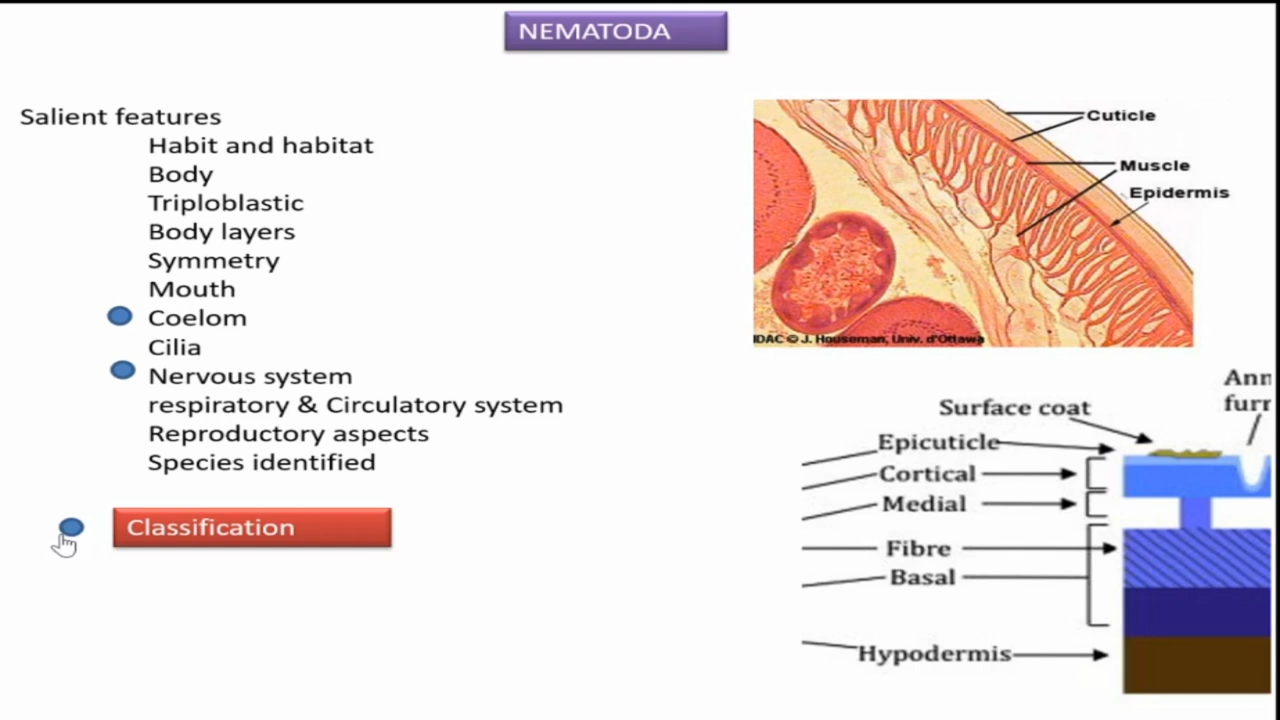 NEMATODA
Salient features
Habit and habitat
Body
Triploblastic
Body layers
Symmetry
Mouth
Coelom
Cilia
Nervous system
respiratory & Circulatory system
Reproductory aspects
Species identified
Classification
Cuticle
Muscle
Epidermis
IDAC © J. Houseman, Univ. d'Ottawa
Ann
furr
Surface coat
Epicuticle
Cortical
Medial
Fibre
Basal
Hypodermis